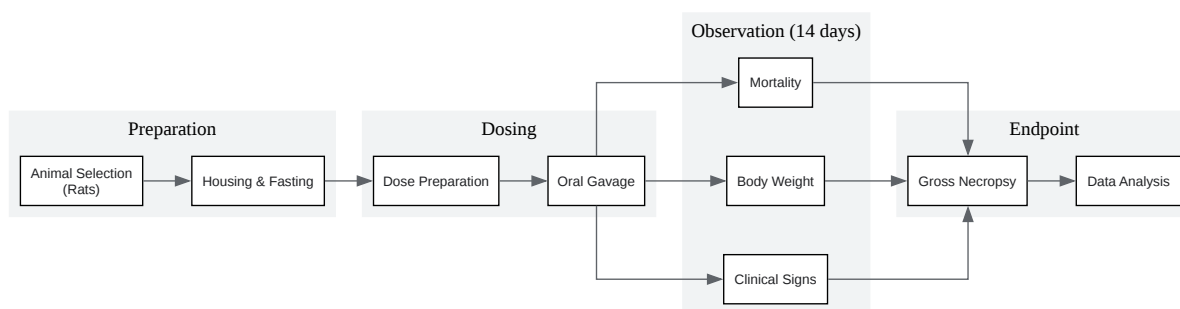 Observation (14 days)
Mortality
Preparation
Dosing
Endpoint
Animal Selection
(Rats)
Housing & Fasting
Dose Preparation
Oral Gavage
Body Weight
Gross Necropsy
Data Analysis
Clinical Signs